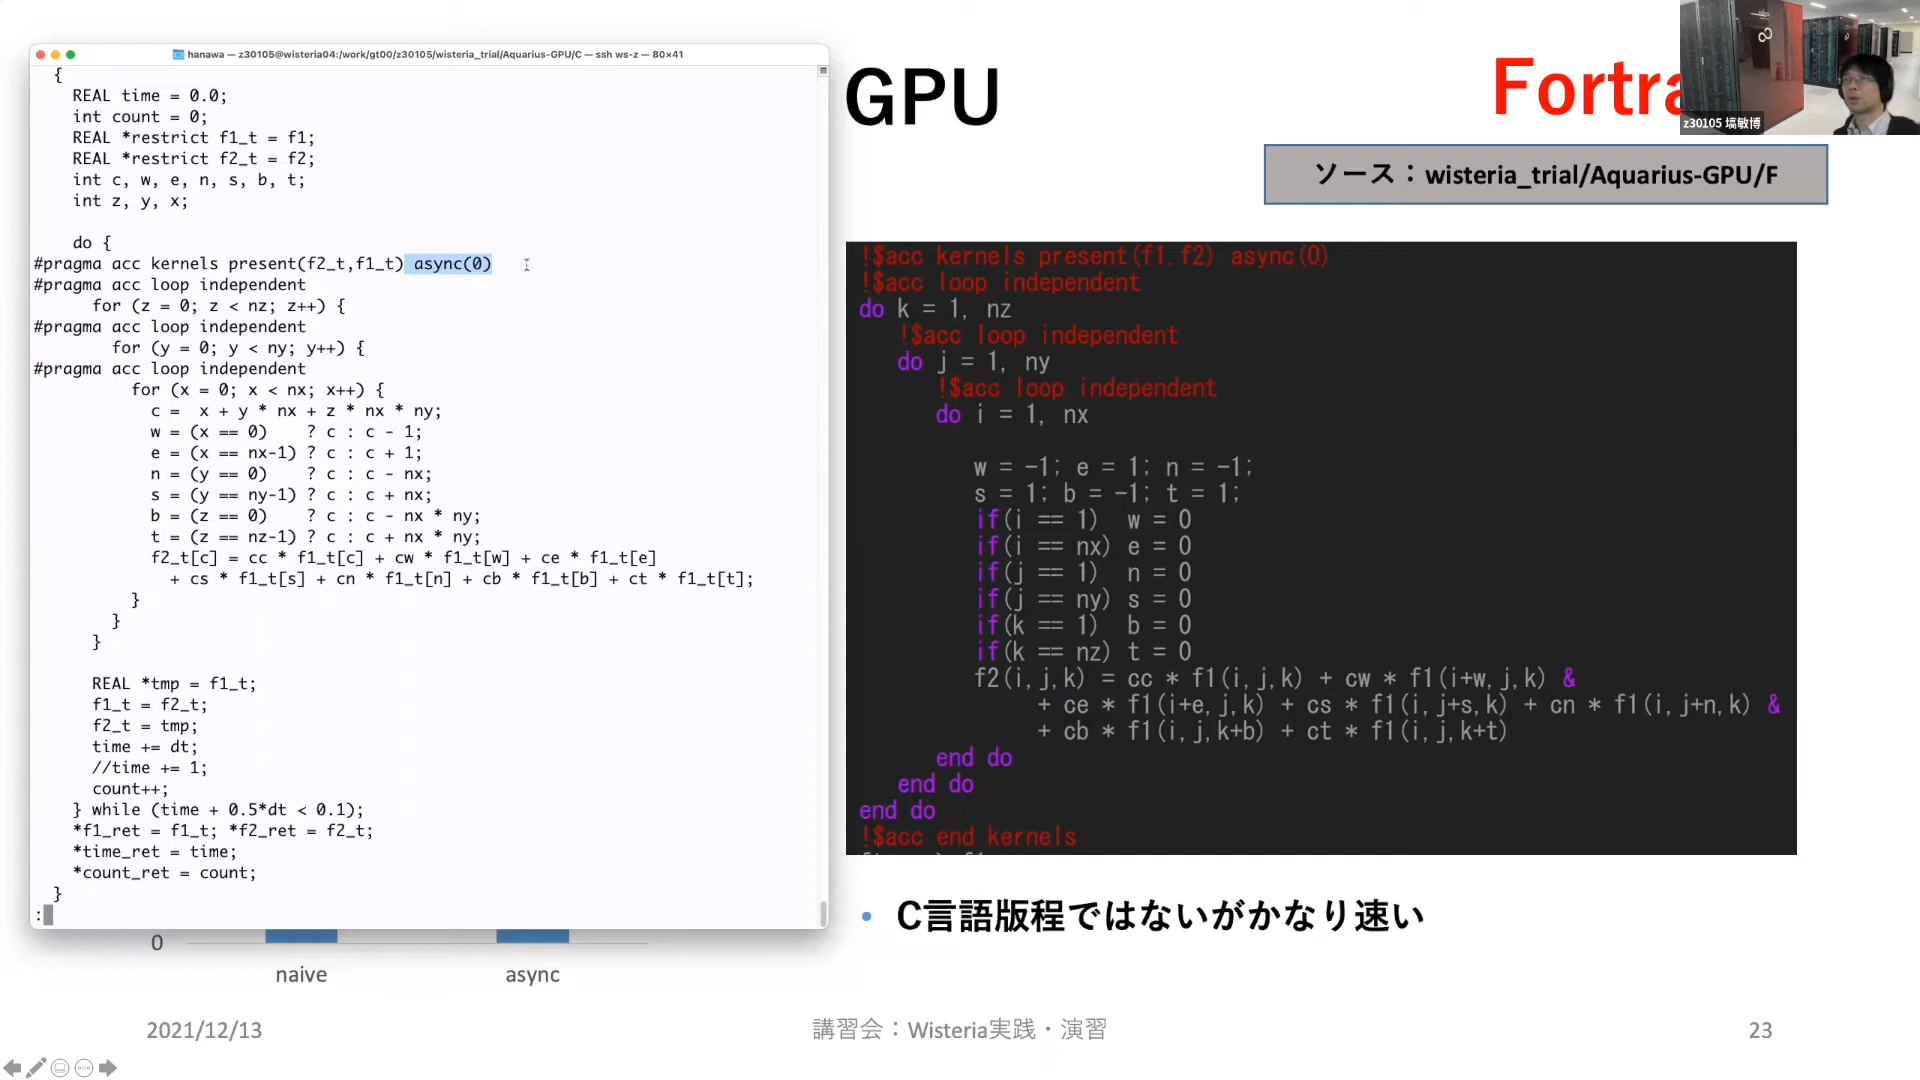 hanawa — z30105@wisteria04:/work/gt00/z30105/wisteria_trial/Aquarius-GPU/C — ssh ws-z — 80×41
{
REAL time = 0.0;
int count = 0;
REAL *restrict f1_t = f1;
REAL *restrict f2_t = f2;
int c, w, e, n, s, b, t;
int z, y, x;
do {
#pragma acc kernels present(f2_t,f1_t) async(0)
#pragma acc loop independent
for (z = 0; z < nz; z++) {
#pragma acc loop independent
for (y = 0; y < ny; y++) {
#pragma acc loop independent
for (x = 0; x < nx; x++) {
c = x + y * nx + z * nx * ny;
w = (x == 0) ? c : c - 1;
e = (x == nx-1) ? c : c + 1;
n = (y == 0) ? c : c - nx;
s = (y == ny-1) ? c : c + nx;
b = (z == 0) ? c : c - nx * ny;
t = (z == nz-1) ? c : c + nx * ny;
f2_t[c] = cc * f1_t[c] + cw * f1_t[w] + ce * f1_t[e]
+ cs * f1_t[s] + cn * f1_t[n] + cb * f1_t[b] + ct * f1_t[t];
}
}
}
REAL *tmp = f1_t;
f1_t = f2_t;
f2_t = tmp;
time += dt;
//time += 1;
count++;
} while (time + 0.5*dt < 0.1);
*f1_ret = f1_t; *f2_ret = f2_t;
*time_ret = time;
*count_ret = count;
}
:
0
naive async
GPU
Fortra
z30105 塙敏博
ソース：wisteria_trial/Aquarius-GPU/F
!$acc kernels present(f1,f2) async(0)
!$acc loop independent
do k = 1, nz
!$acc loop independent
do j = 1, ny
!$acc loop independent
do i = 1, nx
w = -1; e = 1; n = -1;
s = 1; b = -1; t = 1;
if(i == 1) w = 0
if(i == nx) e = 0
if(j == 1) n = 0
if(j == ny) s = 0
if(k == 1) b = 0
if(k == nz) t = 0
f2(i,j,k) = cc * f1(i,j,k) + cw * f1(i+w,j,k) &
+ ce * f1(i+e,j,k) + cs * f1(i,j+s,k) + cn * f1(i,j+n,k) &
+ cb * f1(i,j,k+b) + ct * f1(i,j,k+t)
end do
end do
end do
!$acc end kernels
• C言語版程ではないがかなり速い
2021/12/13
講習会：Wisteria実践・演習
23